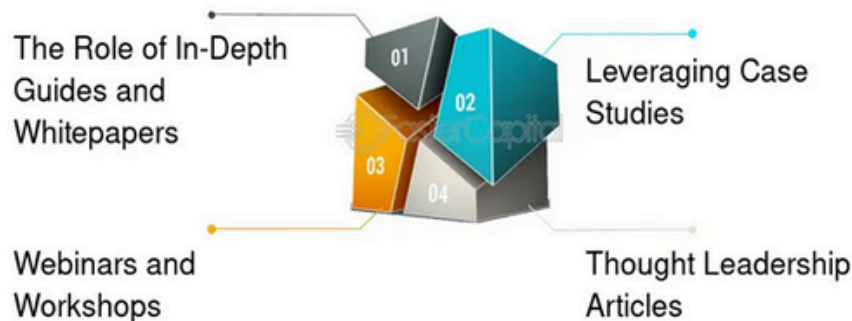 The Role of In-Depth
Guides and
Whitepapers
01
02
Leveraging Case
Studies
FasterCapital
03
04
Webinars and
Workshops
Thought Leadership
Articles